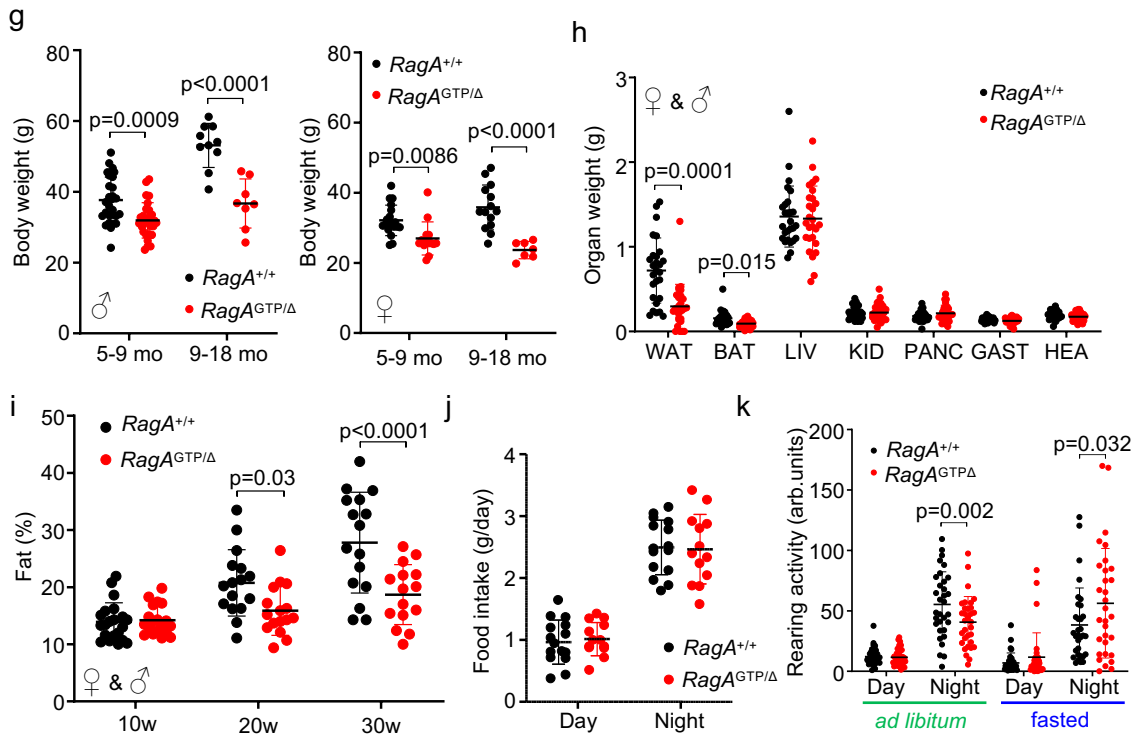 g
Body weight (g)
80
60
40
20
0
p=0.0009
p<0.0001
RagA+/+
RagAGTP/Δ
♂
5-9 mo
9-18 mo
Body weight (g)
80
60
40
20
0
RagA+/+
RagAGTP/Δ
p=0.0086
p<0.0001
♀
5-9 mo
9-18 mo
h
Organ weight (g)
3
2
1
0
♀ & ♂
RagA+/+
RagAGTP/Δ
p=0.0001
p=0.015
WAT
BAT
LIV
KID
PANC
GAST
HEA
i
Fat (%)
50
40
30
20
10
0
RagA+/+
RagAGTP/Δ
p=0.03
p<0.0001
♀ & ♂
10w
20w
30w
j
Food intake (g/day)
4
3
2
1
0
RagA+/+
RagAGTP/Δ
Day
Night
k
Rearing activity (arb.units)
200
150
100
50
0
RagA+/+
RagAGTPΔ
p=0.002
p=0.032
Day
Night
Day
Night
ad libitum
fasted